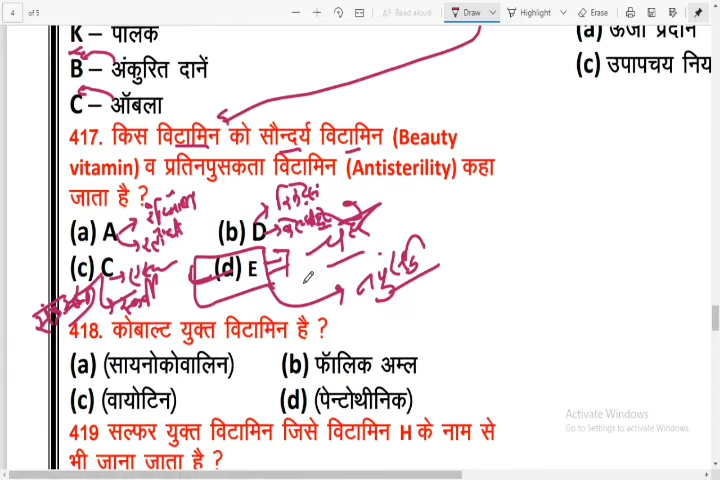 4 of 5
Read aloud
Draw
Highlight
Erase
K – पालक
B – अंकुरित दानें
C – ऑबला
417. किस विटामिन को सौन्दर्य विटामिन (Beauty
vitamin) व प्रतिनपुसकता विटामिन (Antisterility) कहा
जाता है ?
(a) A
(b) D
(c) C
(d) E
418. कोबाल्ट युक्त विटामिन है ?
(a) (सायनोकोवालिन)
(b) फॅालिक अम्ल
(c) (वायोटिन)
(d) (पेन्टोथीनिक)
419 सल्फर युक्त विटामिन जिसे विटामिन H के नाम से
भी जाना जाता है ?
(a) ऊर्जा प्रदान
(c) उपापचय निय
Activate Windows
Go to Settings to activate Windows.